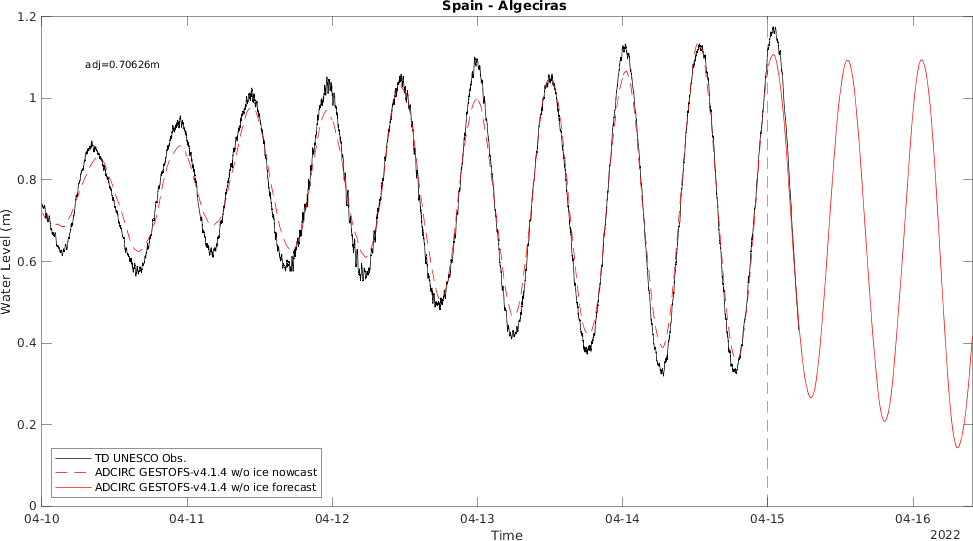 Spain - Algeciras
1.2
adj=0.70626m
1
0.8
0.6
0.4
0.2
0
Water Level (m)
TD UNESCO Obs.
ADCIRC GESTOFS-v4.1.4 w/o ice nowcast
ADCIRC GESTOFS-v4.1.4 w/o ice forecast
04-10 04-11 04-12 04-13 04-14 04-15 04-16
Time
2022